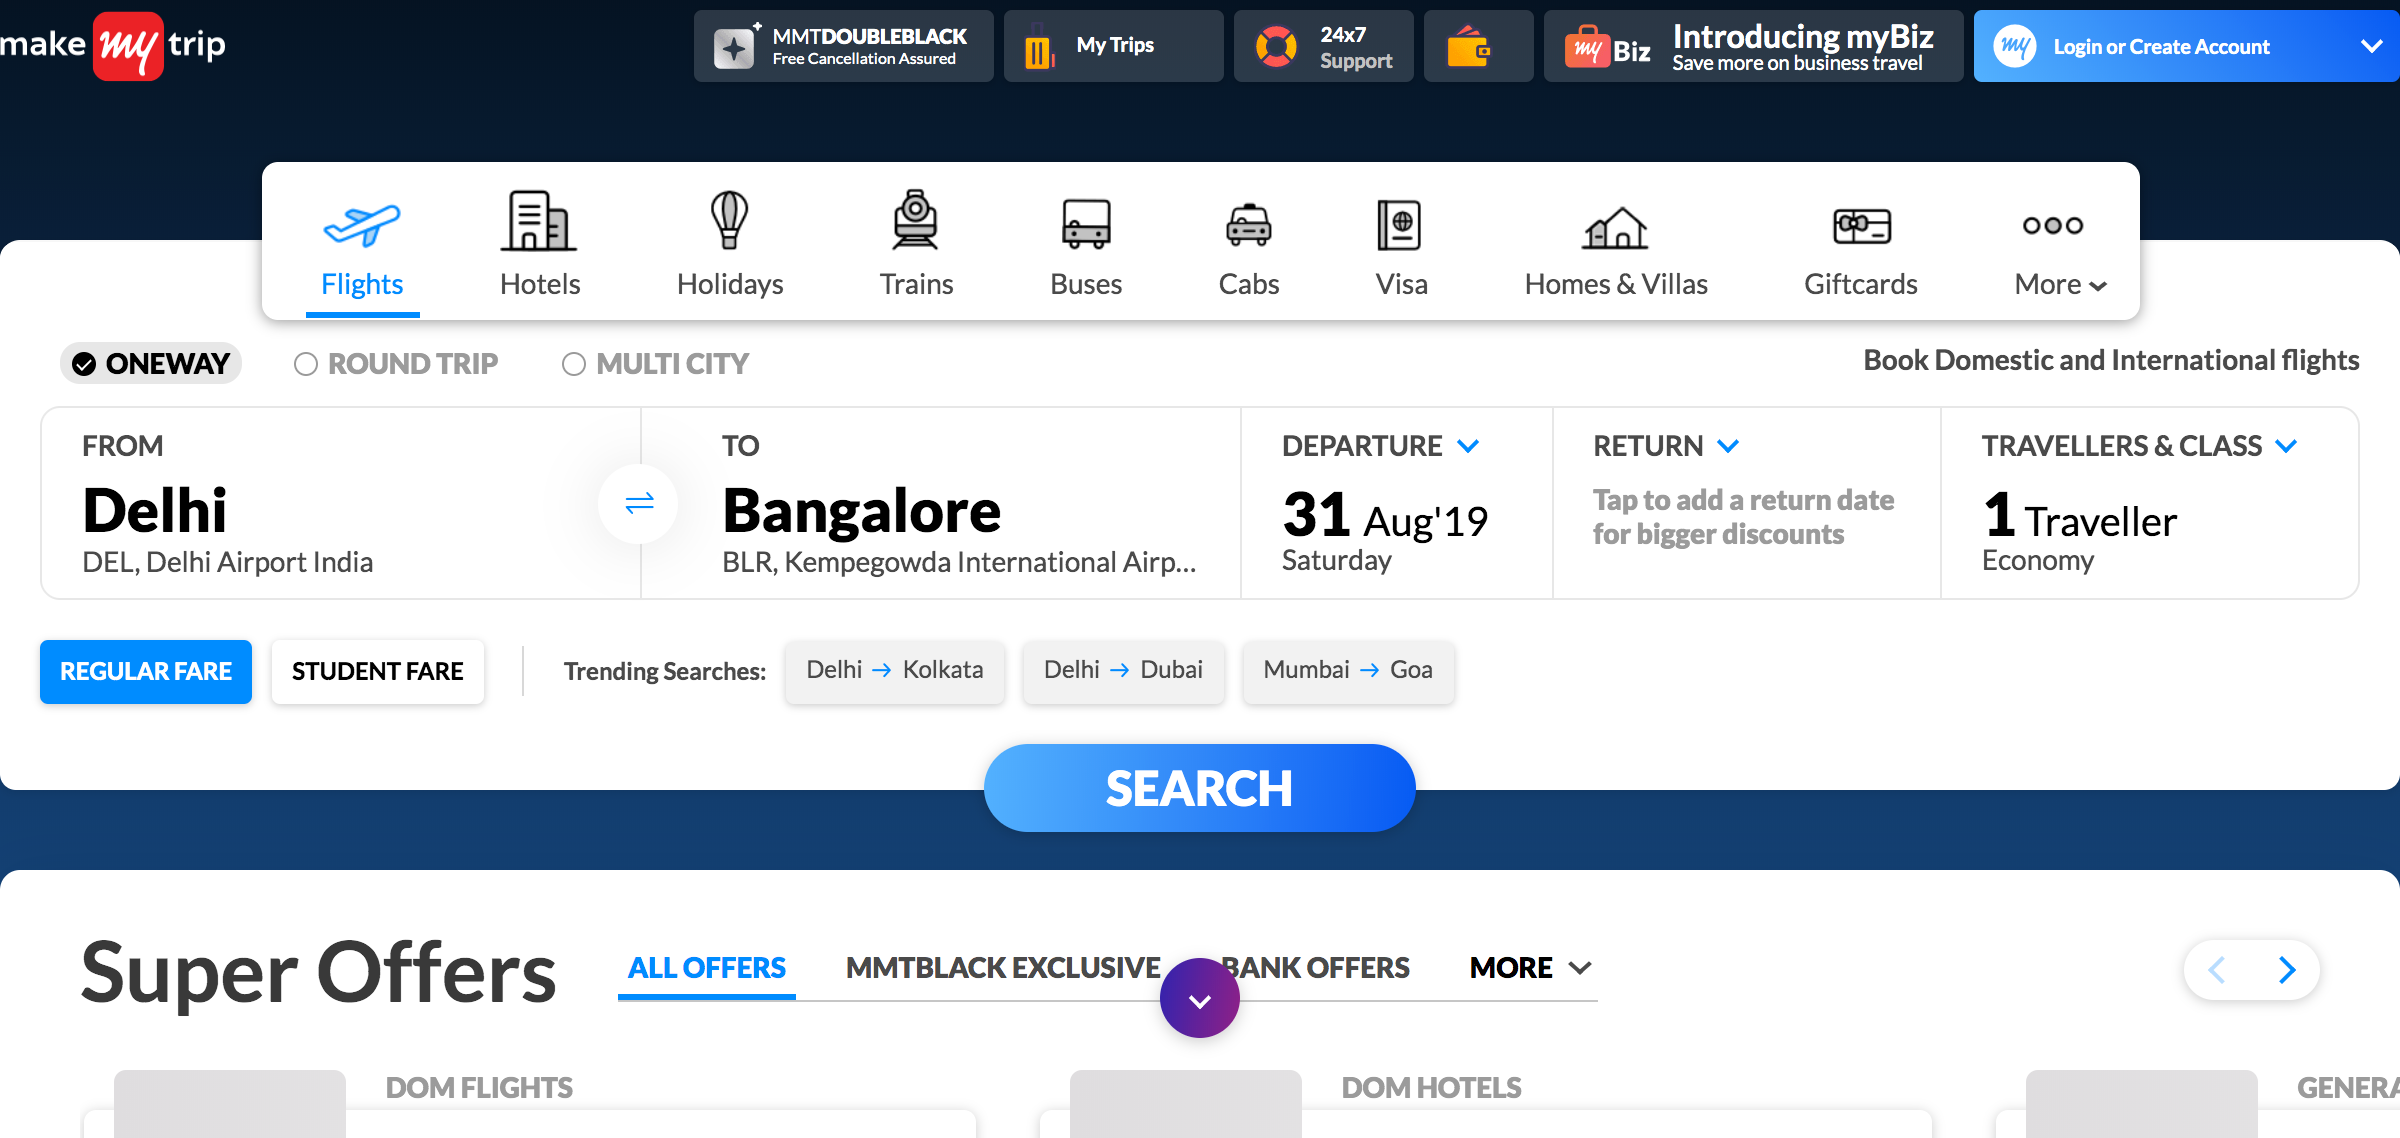 make my trip
MMTDOUBLEBLACK
Free Cancellation Assured
My Trips
24x7
Support
my Biz
Introducing myBiz
Save more on business travel
my
Login or Create Account
Flights
Hotels
Holidays
Trains
Buses
Cabs
Visa
Homes & Villas
Giftcards
More
ONEWAY
ROUND TRIP
MULTI CITY
Book Domestic and International flights
FROM
Delhi
DEL, Delhi Airport India
TO
Bangalore
BLR, Kempegowda International Airp...
DEPARTURE
31 Aug'19
Saturday
RETURN
Tap to add a return date
for bigger discounts
TRAVELLERS & CLASS
1 Traveller
Economy
REGULAR FARE
STUDENT FARE
Trending Searches:
Delhi → Kolkata
Delhi → Dubai
Mumbai → Goa
SEARCH
Super Offers
ALL OFFERS
MMTBLACK EXCLUSIVE
BANK OFFERS
MORE
DOM FLIGHTS
DOM HOTELS
GENERA